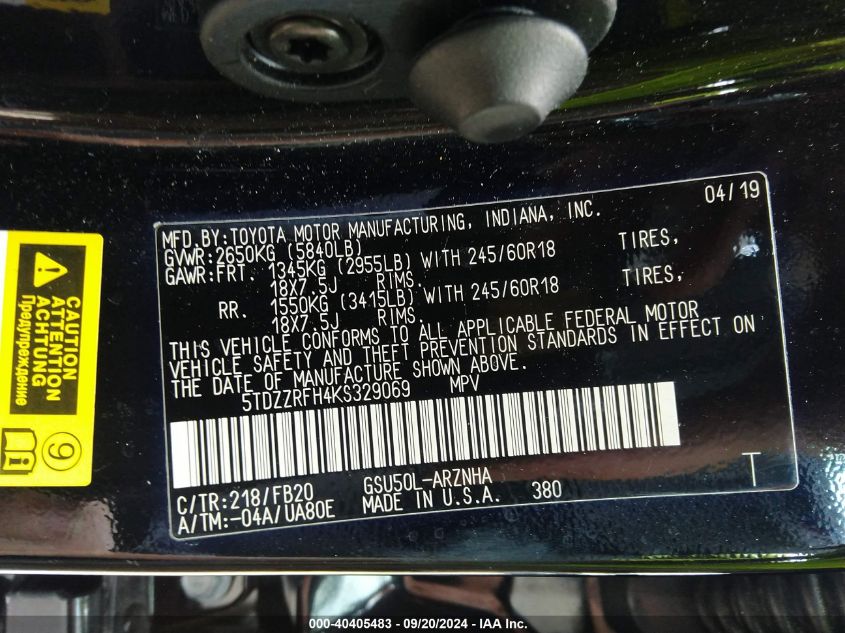 MFD.BY:TOYOTA MOTOR MANUFACTURING, INDIANA, INC. 04/19
GVWR:2650KG (5840LB)
GAWR:FRT. 1345KG (2955LB) WITH 245/60R18 TIRES,
18X7.5J RIMS.
RR. 1550KG (3415LB) WITH 245/60R18 TIRES,
18X7.5J RIMS.
THIS VEHICLE CONFORMS TO ALL APPLICABLE FEDERAL MOTOR
VEHICLE SAFETY AND THEFT PREVENTION STANDARDS IN EFFECT ON
THE DATE OF MANUFACTURE SHOWN ABOVE.
5TDZZRFH4KS329069 MPV
C/TR:218/FB20 GSU50L-ARZNHA T
A/TM:-04A/UA80E MADE IN U.S.A. 380
CAUTION
ATTENTION
ACHTUNG
Предупреждение
9
000-40405483 - 09/20/2024 - IAA Inc.